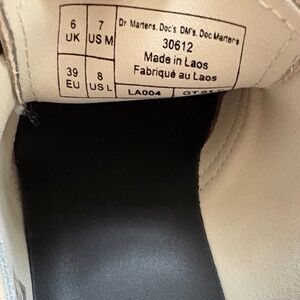 6 UK 7 US M
39 EU 8 US L
Dr. Martens. Doc's. DM's. Doc Martens
30612
Made in Laos
Fabriqué au Laos
LA004